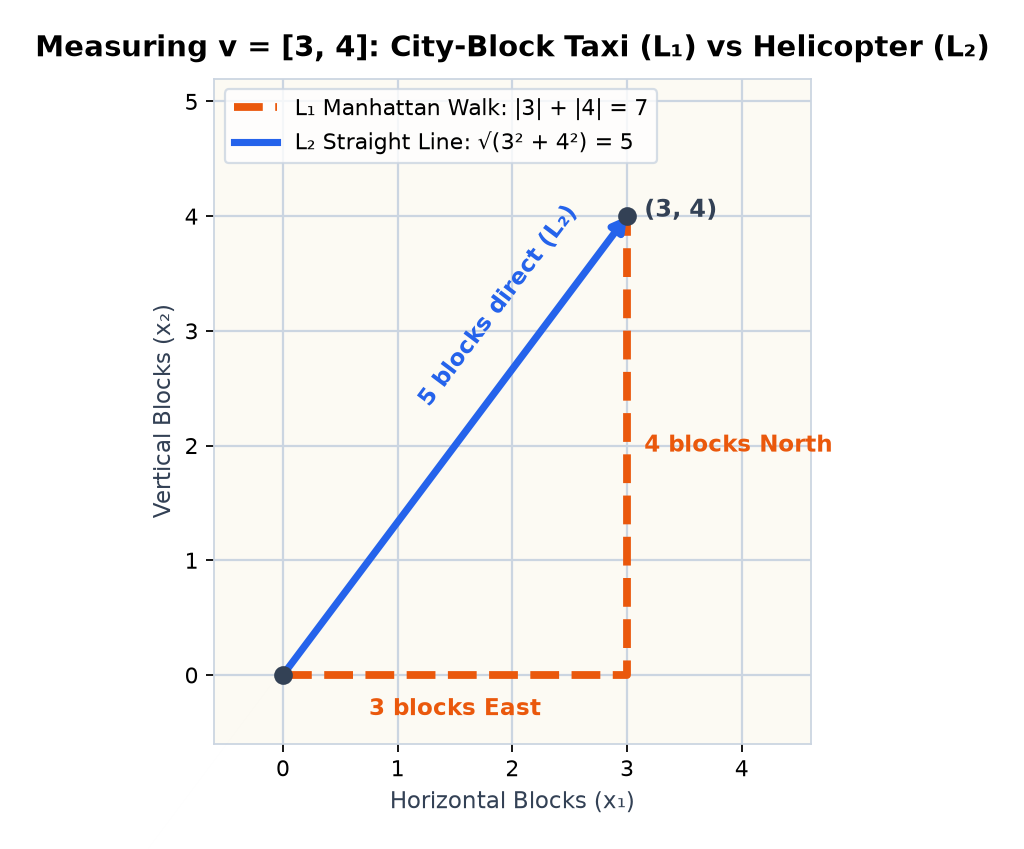 Measuring v = [3, 4]: City-Block Taxi (L₁) vs Helicopter (L₂)
L₁ Manhattan Walk: |3| + |4| = 7
L₂ Straight Line: √(3² + 4²) = 5
5
4
3
2
1
0
Vertical Blocks (x₂)
(3, 4)
5 blocks direct (L₂)
4 blocks North
3 blocks East
0 1 2 3 4
Horizontal Blocks (x₁)